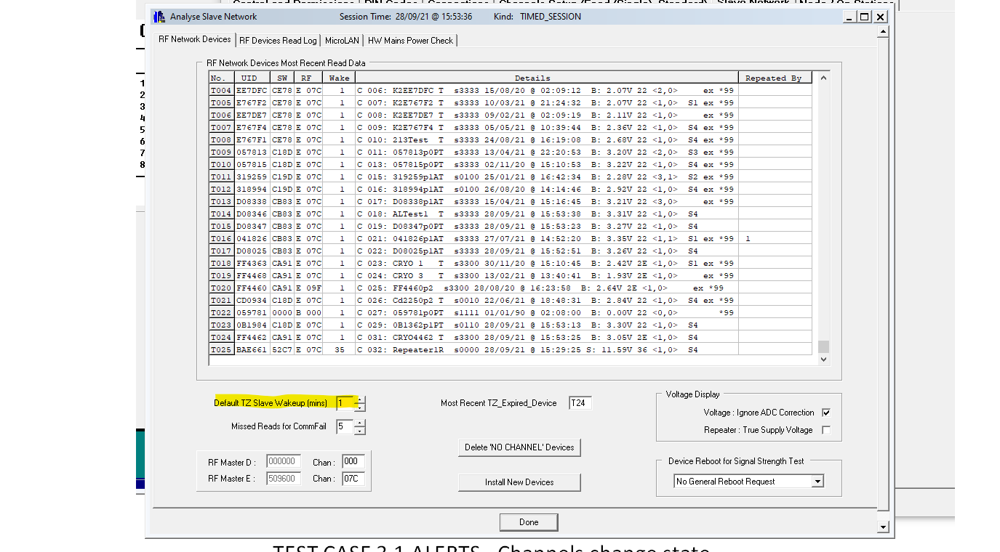 Analyse Slave Network Session Time: 28/09/21 @ 15:53:36 Kind: TIMED_SESSION
RF Network Devices RF Devices Read Log MicroLAN HW Mains Power Check
RF Network Devices Most Recent Read Data
No. UID SW RF Wake Details Repeated By
T004 EE7DFC CE78 E 07C 1 C 006: K2EE7DFC T s3333 15/08/20 @ 02:09:12 B: 2.07V 22 <2,0> ex *99
T005 E767F2 CE78 E 07C 1 C 007: K2E767F2 T s3333 10/03/21 @ 21:24:32 B: 2.07V 22 <1,0> S1 ex *99
T006 EE7DE7 CE78 E 07C 1 C 008: K2EE7DE7 T s3333 09/02/21 @ 02:09:19 B: 2.11V 22 <1,0> ex *99
T007 E767F4 CE78 E 07C 1 C 009: K2E767F4 T s3333 05/05/21 @ 10:39:44 B: 2.36V 22 <1,0> S4 ex *99
T008 E767F1 CE78 E 07C 1 C 010: 213Test T s3333 24/08/21 @ 16:19:08 B: 2.68V 22 <1,0> S4 ex *99
T009 057813 C18D E 07C 1 C 011: 057813p0PT s3333 13/04/21 @ 22:20:53 B: 3.20V 22 <2,0> S3 ex *99
T010 057815 C18D E 07C 1 C 013: 057815p0PT s3333 02/11/20 @ 15:10:53 B: 3.22V 22 <1,0> S4 ex *99
T011 319259 C19D E 07C 1 C 015: 319259p1AT s0100 25/01/21 @ 16:42:34 B: 2.28V 22 <3,1> S2 ex *99
T012 318994 C19D E 07C 1 C 016: 318994p1AT s0100 26/08/20 @ 14:14:46 B: 2.92V 22 <1,0> S4 ex *99
T013 D08338 CB83 E 07C 1 C 017: D08338p1AT s3333 15/04/21 @ 15:16:45 B: 3.21V 22 <3,0> ex *99
T014 D08346 CB83 E 07C 1 C 018: ALTest1 T s3333 28/09/21 @ 15:53:38 B: 3.31V 22 <1,0> S4
T015 D08347 CB83 E 07C 1 C 019: D08347p0PT s3333 28/09/21 @ 15:53:23 B: 3.27V 22 <1,0> S4
T016 041826 CB83 E 07C 1 C 021: 041826p1AT s3333 27/07/21 @ 14:52:20 B: 3.35V 22 <1,1> S1 ex *99 1
T017 D08025 CB83 E 07C 1 C 022: D08025p1AT s3333 28/09/21 @ 15:52:51 B: 3.26V 22 <1,0> S4
T018 FF4363 CA91 E 07C 1 C 023: CRYO 1 T s3300 30/11/20 @ 15:10:45 B: 2.42V 2E <1,0> S1 ex *99
T019 FF4468 CA91 E 07C 1 C 024: CRYO 3 T s3300 13/02/21 @ 13:40:41 B: 1.93V 2E <1,0> ex *99
T020 FF4460 CA91 E 09F 1 C 025: FF4460p2 s3300 28/08/20 @ 16:23:58 B: 2.64V 2E <1,0> ex *99
T021 CD0934 C18D E 07C 1 C 026: Cd2250p2 T s0010 22/06/21 @ 18:48:31 B: 2.84V 22 <1,0> S4 ex *99
T022 059781 0000 B 000 1 C 027: 059781p0PT s1111 01/01/90 @ 02:08:00 B: 0.00V 22 <0,0> *99
T023 0B1984 C18D E 07C 1 C 029: 0B1362p1PT s0110 28/09/21 @ 15:53:13 B: 3.30V 22 <1,0> S4
T024 FF4462 CA91 E 07C 1 C 031: CRYO4462 T s3300 28/09/21 @ 15:53:25 B: 3.05V 2E <1,0> S4
T025 BAE661 52C7 E 07C 35 C 032: Repeater1R s0000 28/09/21 @ 15:29:25 S: 11.59V 36 <1,0> S4
1
2
3
4
5
6
7
8
Default TZ Slave Wakeup (mins) 1
Missed Reads for CommFail 5
RF Master D : 000000 Chan : 000
RF Master E : 509600 Chan : 07C
Most Recent TZ_Expired_Device T24
Delete 'NO CHANNEL' Devices
Install New Devices
Voltage Display
Voltage : Ignore ADC Correction
Repeater : True Supply Voltage
Device Reboot for Signal Strength Test
No General Reboot Request
Done
TEST CASE 3.1 ALERTS - Channels change state